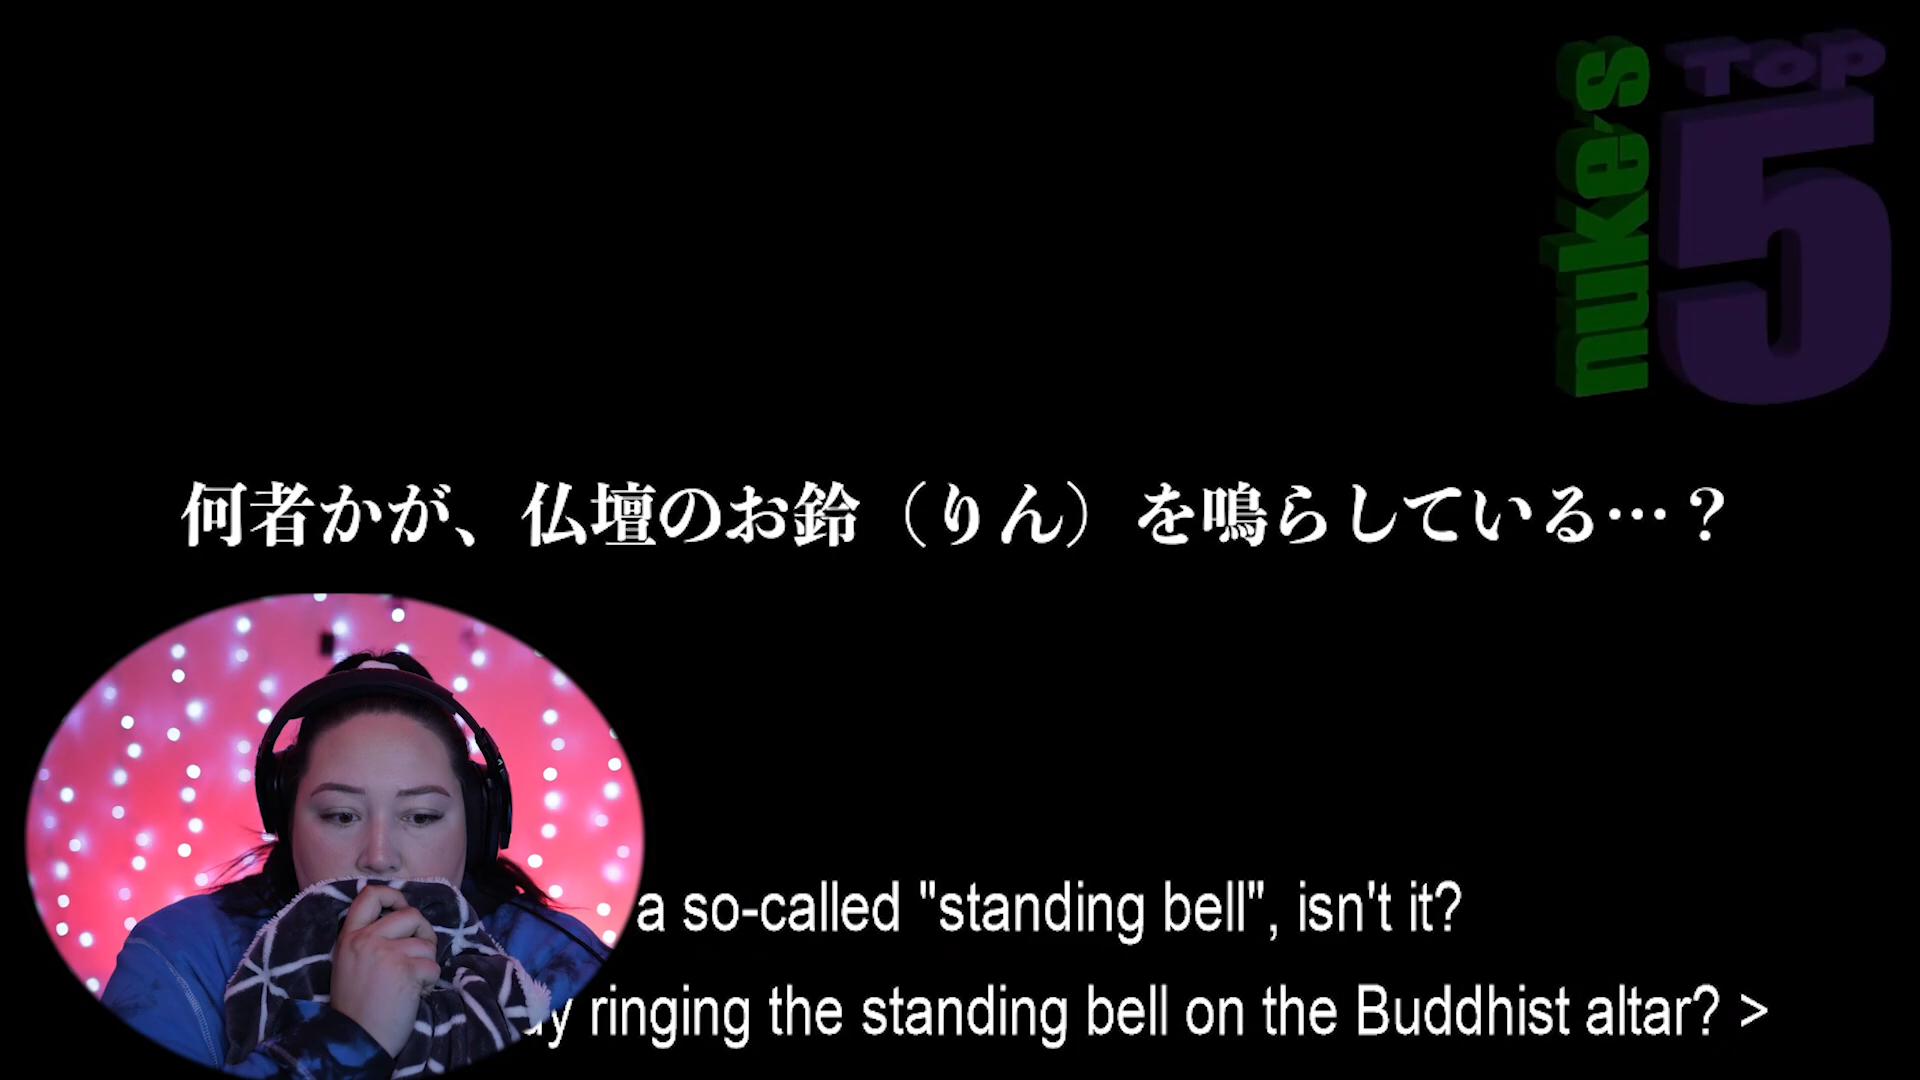 nuke's Top 5
何者かが、仏壇のお鈴（りん）を鳴らしている…？
a so-called "standing bell", isn't it?
ringing the standing bell on the Buddhist altar? >